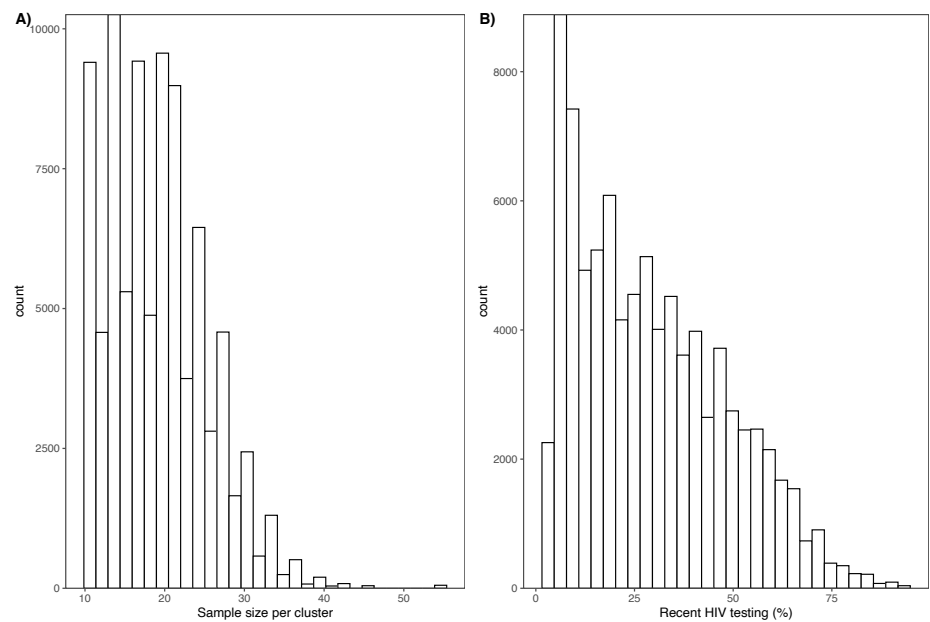 A)
10000
7500
5000
2500
0
count
10 20 30 40 50
Sample size per cluster
B)
8000
6000
4000
2000
0
count
0 25 50 75
Recent HIV testing (%)